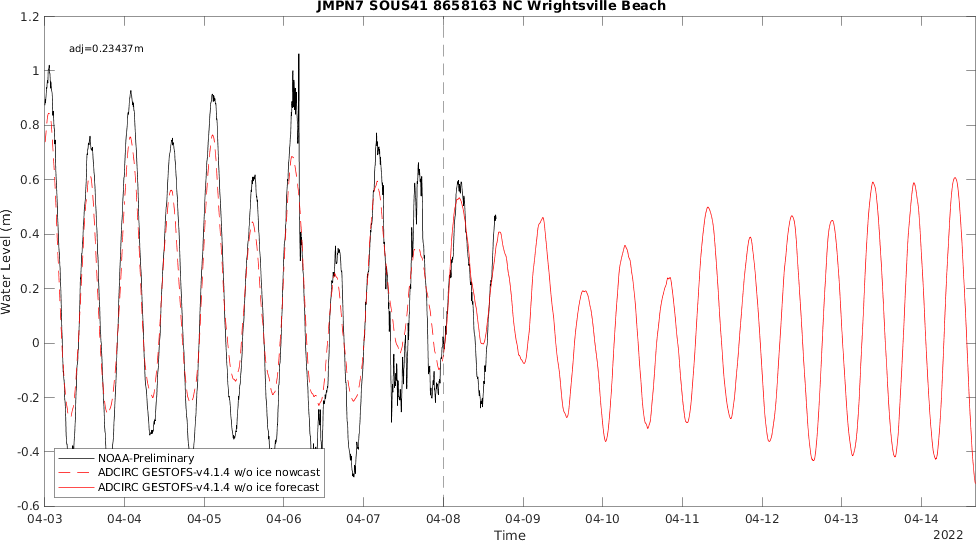 JMPN7 SOUS41 8658163 NC Wrightsville Beach
1.2
adj=0.23437m
1
0.8
0.6
0.4
0.2
0
-0.2
-0.4
-0.6
Water Level (m)
NOAA-Preliminary
ADCIRC GESTOFS-v4.1.4 w/o ice nowcast
ADCIRC GESTOFS-v4.1.4 w/o ice forecast
04-03 04-04 04-05 04-06 04-07 04-08 04-09 04-10 04-11 04-12 04-13 04-14
Time
2022